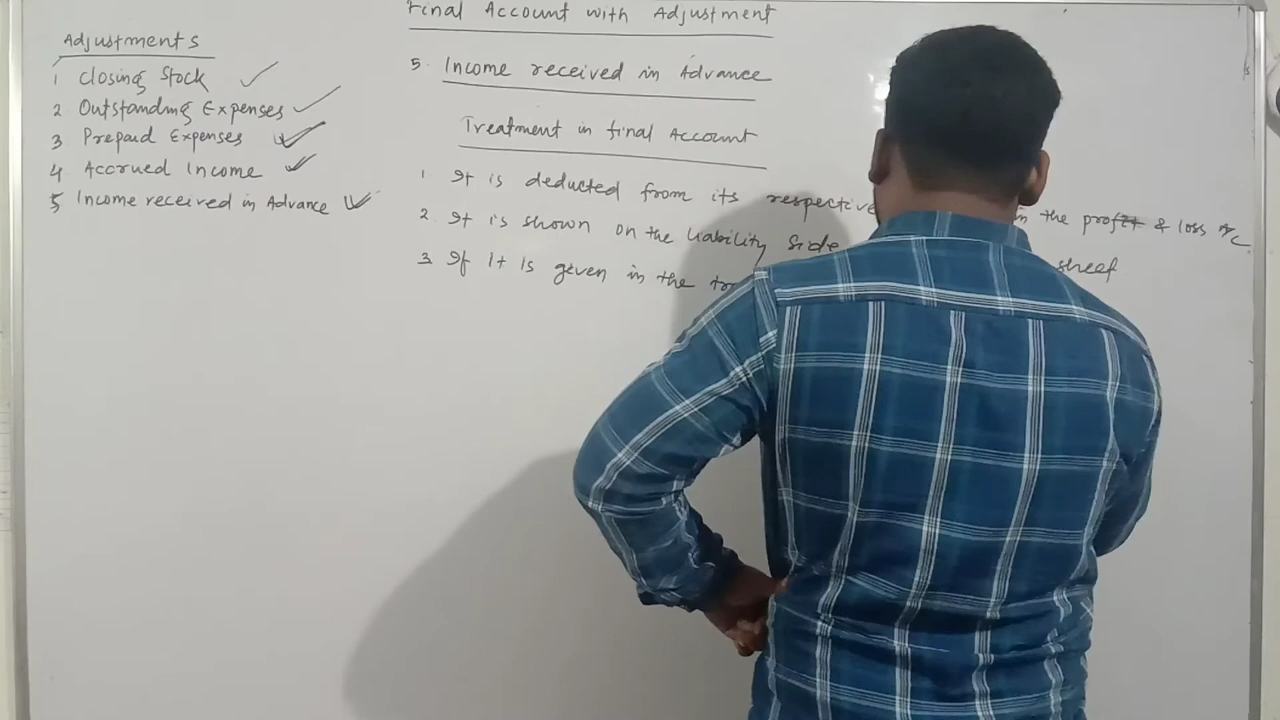 Final Account with Adjustment
Adjustments
1 Closing Stock
2 Outstanding Expenses
3 Prepaid Expenses
4 Accrued Income
5 Income received in Advance
5. Income received in Advance
Treatment in final Account
1. It is deducted from its respective in the profit & loss A/c
2. It is shown on the liability side sheet
3. If It is given in the